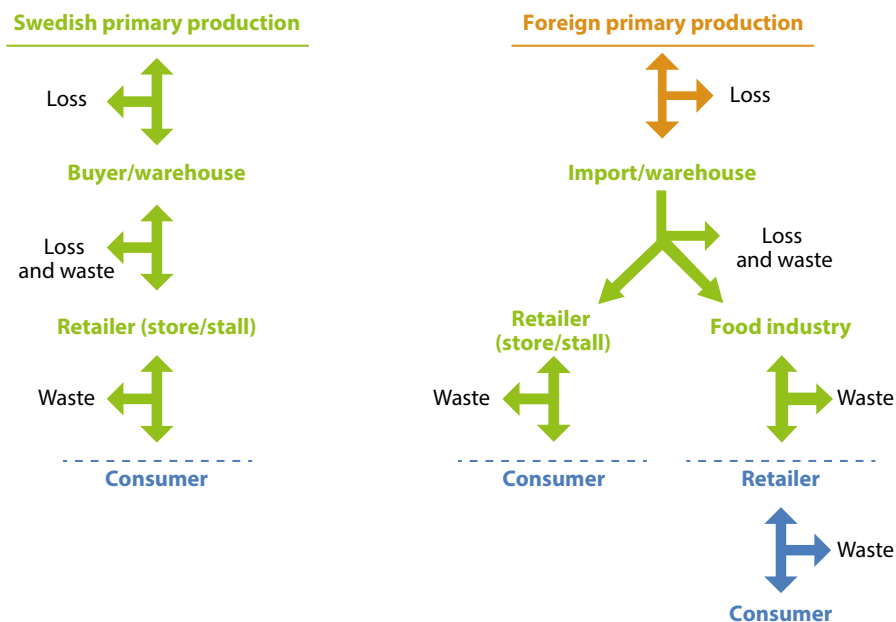 Swedish primary production
Loss
Buyer/warehouse
Loss
and waste
Retailer (store/stall)
Waste
Consumer
Foreign primary production
Loss
Import/warehouse
Loss
and waste
Retailer
(store/stall)
Food industry
Waste
Waste
Consumer
Retailer
Waste
Consumer